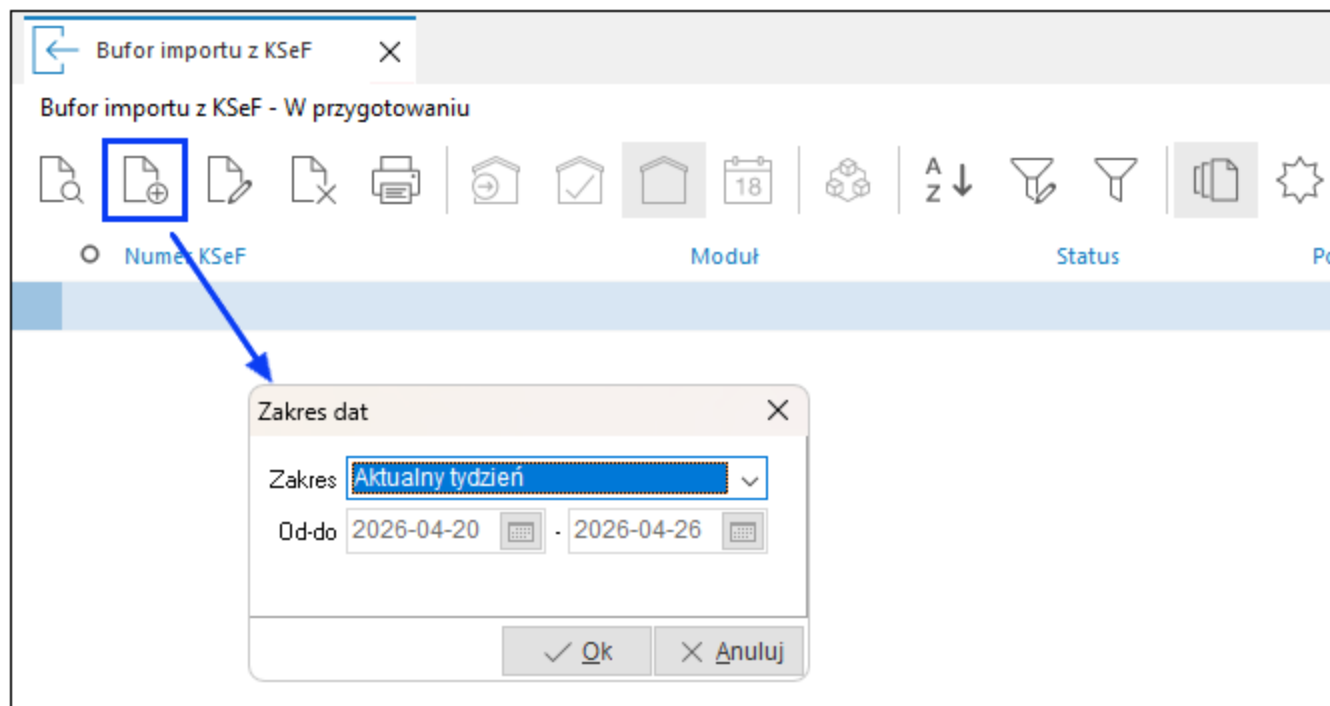 Bufor importu z KSeF
Bufor importu z KSeF - W przygotowaniu
18
A
Z
Numer KSeF Moduł Status
Zakres dat
Zakres Aktualny tydzień
Od-do 2026-04-20 - 2026-04-26
Ok Anuluj